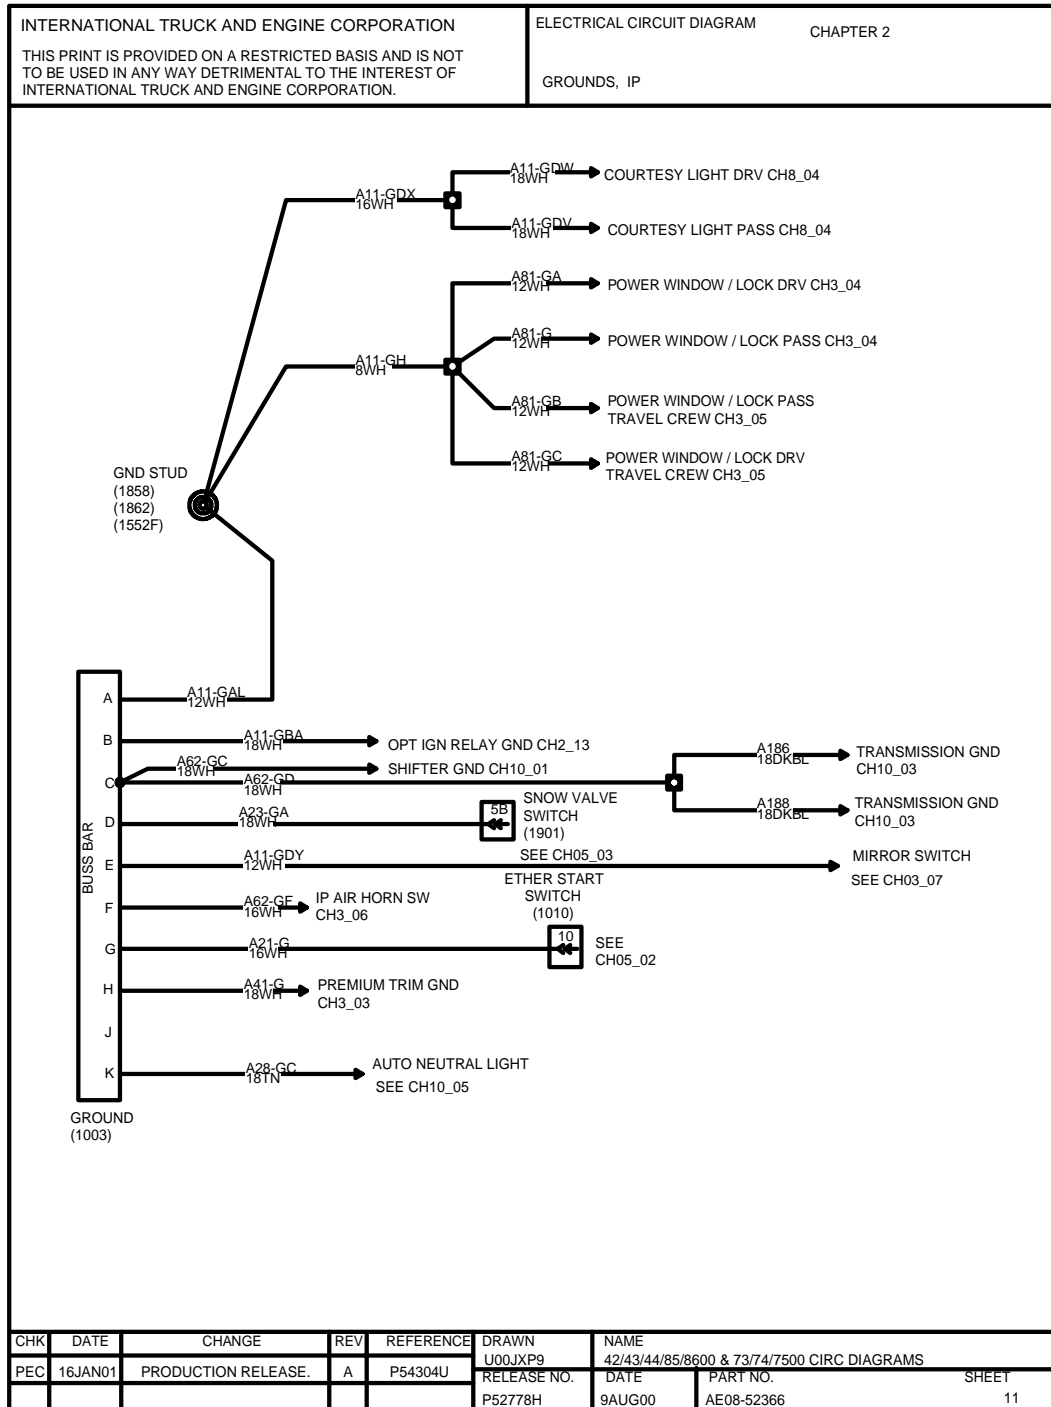 INTERNATIONAL TRUCK AND ENGINE CORPORATION
THIS PRINT IS PROVIDED ON A RESTRICTED BASIS AND IS NOT
TO BE USED IN ANY WAY DETRIMENTAL TO THE INTEREST OF
INTERNATIONAL TRUCK AND ENGINE CORPORATION.
ELECTRICAL CIRCUIT DIAGRAM
CHAPTER 2
GROUNDS, IP
A11-GDW
18WH
COURTESY LIGHT DRV CH8_04
A11-GDX
16WH
A11-GDV
18WH
COURTESY LIGHT PASS CH8_04
A81-GA
12WH
POWER WINDOW / LOCK DRV CH3_04
A81-G
12WH
POWER WINDOW / LOCK PASS CH3_04
A11-GH
8WH
A81-GB
12WH
POWER WINDOW / LOCK PASS
TRAVEL CREW CH3_05
A81-GC
12WH
POWER WINDOW / LOCK DRV
TRAVEL CREW CH3_05
GND STUD
(1858)
(1862)
(1552F)
BUSS BAR
A
A11-GAL
12WH
B
A11-GBA
18WH
OPT IGN RELAY GND CH2_13
A62-GC
18WH
SHIFTER GND CH10_01
C
A62-GD
18WH
A186
18DKBL
TRANSMISSION GND
CH10_03
A188
18DKBL
TRANSMISSION GND
CH10_03
D
A23-GA
18WH
5B
SNOW VALVE
SWITCH
(1901)
SEE CH05_03
E
A11-GDY
12WH
MIRROR SWITCH
SEE CH03_07
F
A62-GF
16WH
IP AIR HORN SW
CH3_06
ETHER START
SWITCH
(1010)
G
A21-G
16WH
10
SEE
CH05_02
H
A41-G
18WH
PREMIUM TRIM GND
CH3_03
J
K
A28-GC
18TN
AUTO NEUTRAL LIGHT
SEE CH10_05
GROUND
(1003)
CHK DATE CHANGE REV REFERENCE
PEC 16JAN01 PRODUCTION RELEASE. A P54304U
DRAWN
U00JXP9
NAME
42/43/44/85/8600 & 73/74/7500 CIRC DIAGRAMS
RELEASE NO. DATE PART NO. SHEET
P52778H 9AUG00 AE08-52366 11